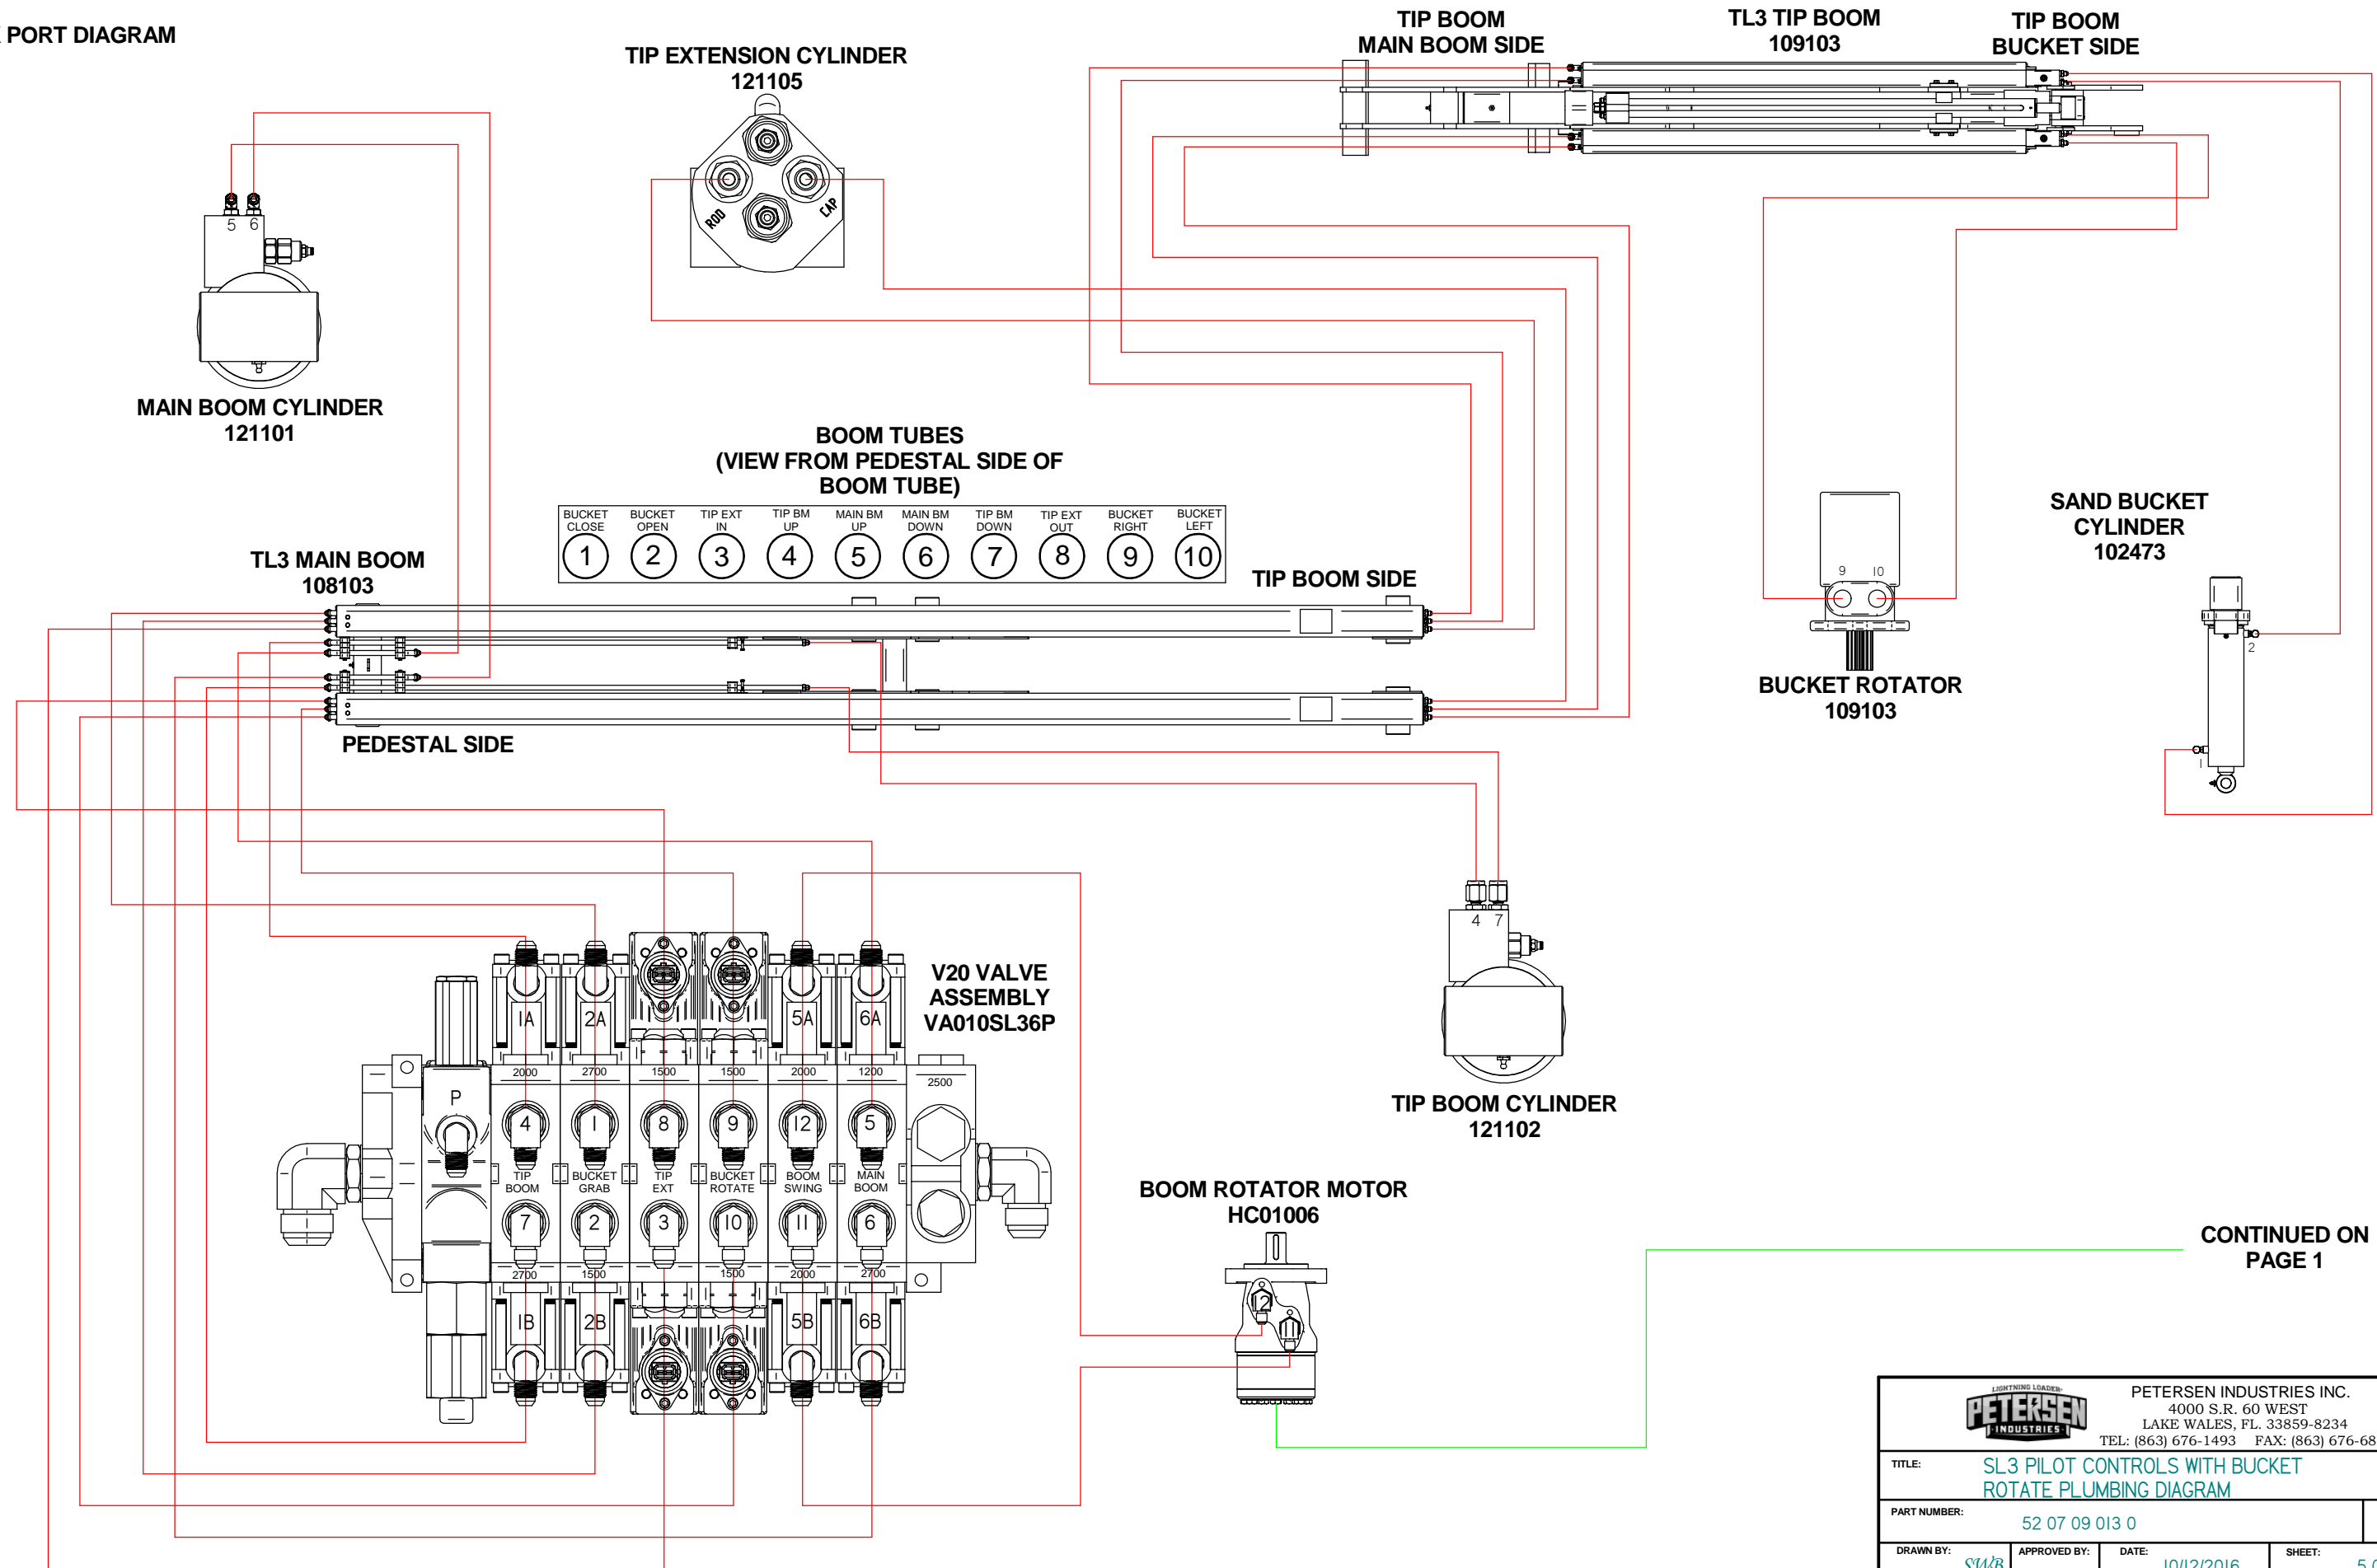 PORT DIAGRAM
TIP EXTENSION CYLINDER
121105
TIP BOOM
MAIN BOOM SIDE
TL3 TIP BOOM
109103
TIP BOOM
BUCKET SIDE
5 6
ROD
CAP
MAIN BOOM CYLINDER
121101
BOOM TUBES
(VIEW FROM PEDESTAL SIDE OF
BOOM TUBE)
BUCKET CLOSE
BUCKET OPEN
TIP EXT IN
TIP BM UP
MAIN BM UP
MAIN BM DOWN
TIP BM DOWN
TIP EXT OUT
BUCKET RIGHT
BUCKET LEFT
1 2 3 4 5 6 7 8 9 10
TL3 MAIN BOOM
108103
TIP BOOM SIDE
PEDESTAL SIDE
9 10
BUCKET ROTATOR
109103
SAND BUCKET
CYLINDER
102473
2
1
V20 VALVE
ASSEMBLY
VA010SL36P
1A 2A 5A 6A
2000 2700 1500 1500 2000 1200 2500
P
4 1 8 9 12 5
TIP BOOM
BUCKET GRAB
TIP EXT
BUCKET ROTATE
BOOM SWING
MAIN BOOM
7 2 3 10 11 6
2700 1500 1500 2000 2700
1B 2B 5B 6B
4 7
TIP BOOM CYLINDER
121102
BOOM ROTATOR MOTOR
HC01006
12
11
CONTINUED ON
PAGE 1
LIGHTNING LOADER
PETERSEN
INDUSTRIES
PETERSEN INDUSTRIES INC.
4000 S.R. 60 WEST
LAKE WALES, FL. 33859-8234
TEL: (863) 676-1493 FAX: (863) 676-68
TITLE: SL3 PILOT CONTROLS WITH BUCKET
ROTATE PLUMBING DIAGRAM
PART NUMBER: 52 07 09 013 0
DRAWN BY: SWB
APPROVED BY:
DATE: 10/12/2016
SHEET: 5